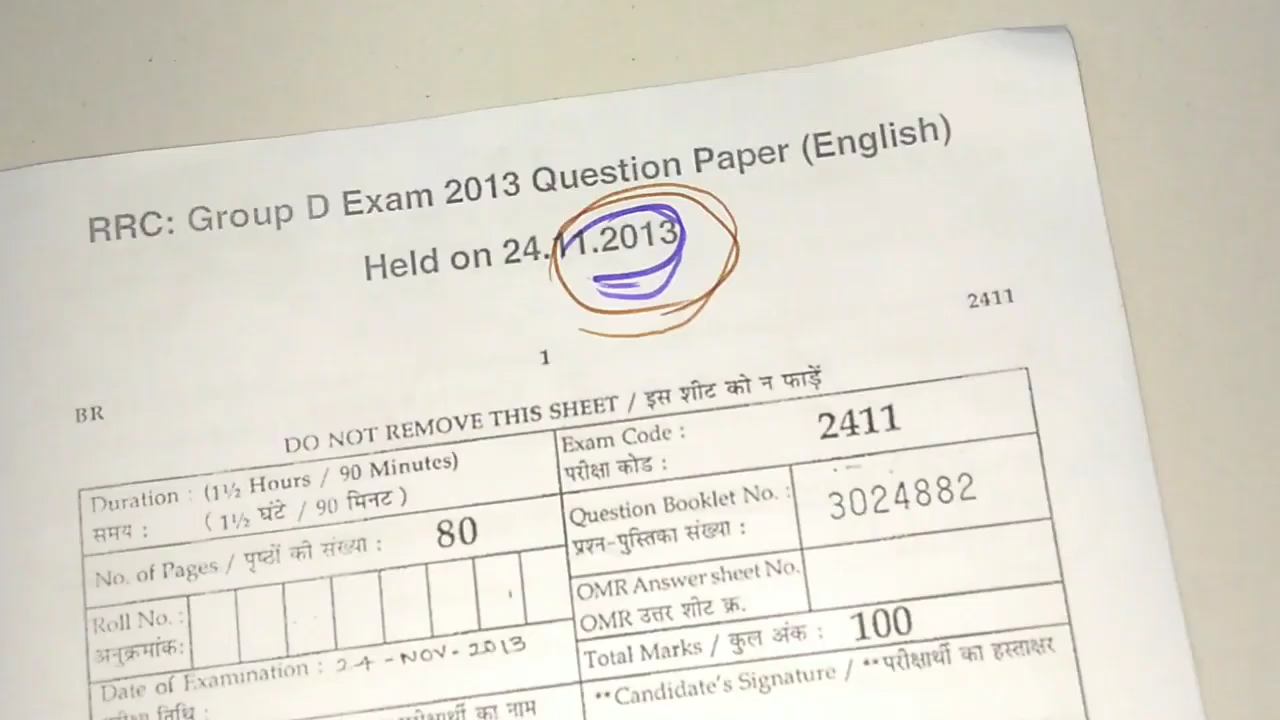 RRC: Group D Exam 2013 Question Paper (English)
Held on 24.11.2013
2411
1
BR
DO NOT REMOVE THIS SHEET / इस शीट को न फाड़ें
Duration : (1½ Hours / 90 Minutes)
समय : ( 1½ घंटे / 90 मिनट )
Exam Code : 2411
परीक्षा कोड :
No. of Pages / पृष्ठों की संख्या : 80
Question Booklet No. : 3024882
प्रश्न-पुस्तिका संख्या :
Roll No. :
अनुक्रमांक:
OMR Answer sheet No.
OMR उत्तर शीट क्र.
Date of Examination : 24-NOV-2013
Total Marks / कुल अंक : 100
**Candidate's Signature / **परीक्षार्थी का हस्ताक्षर
तिथि :
का नाम